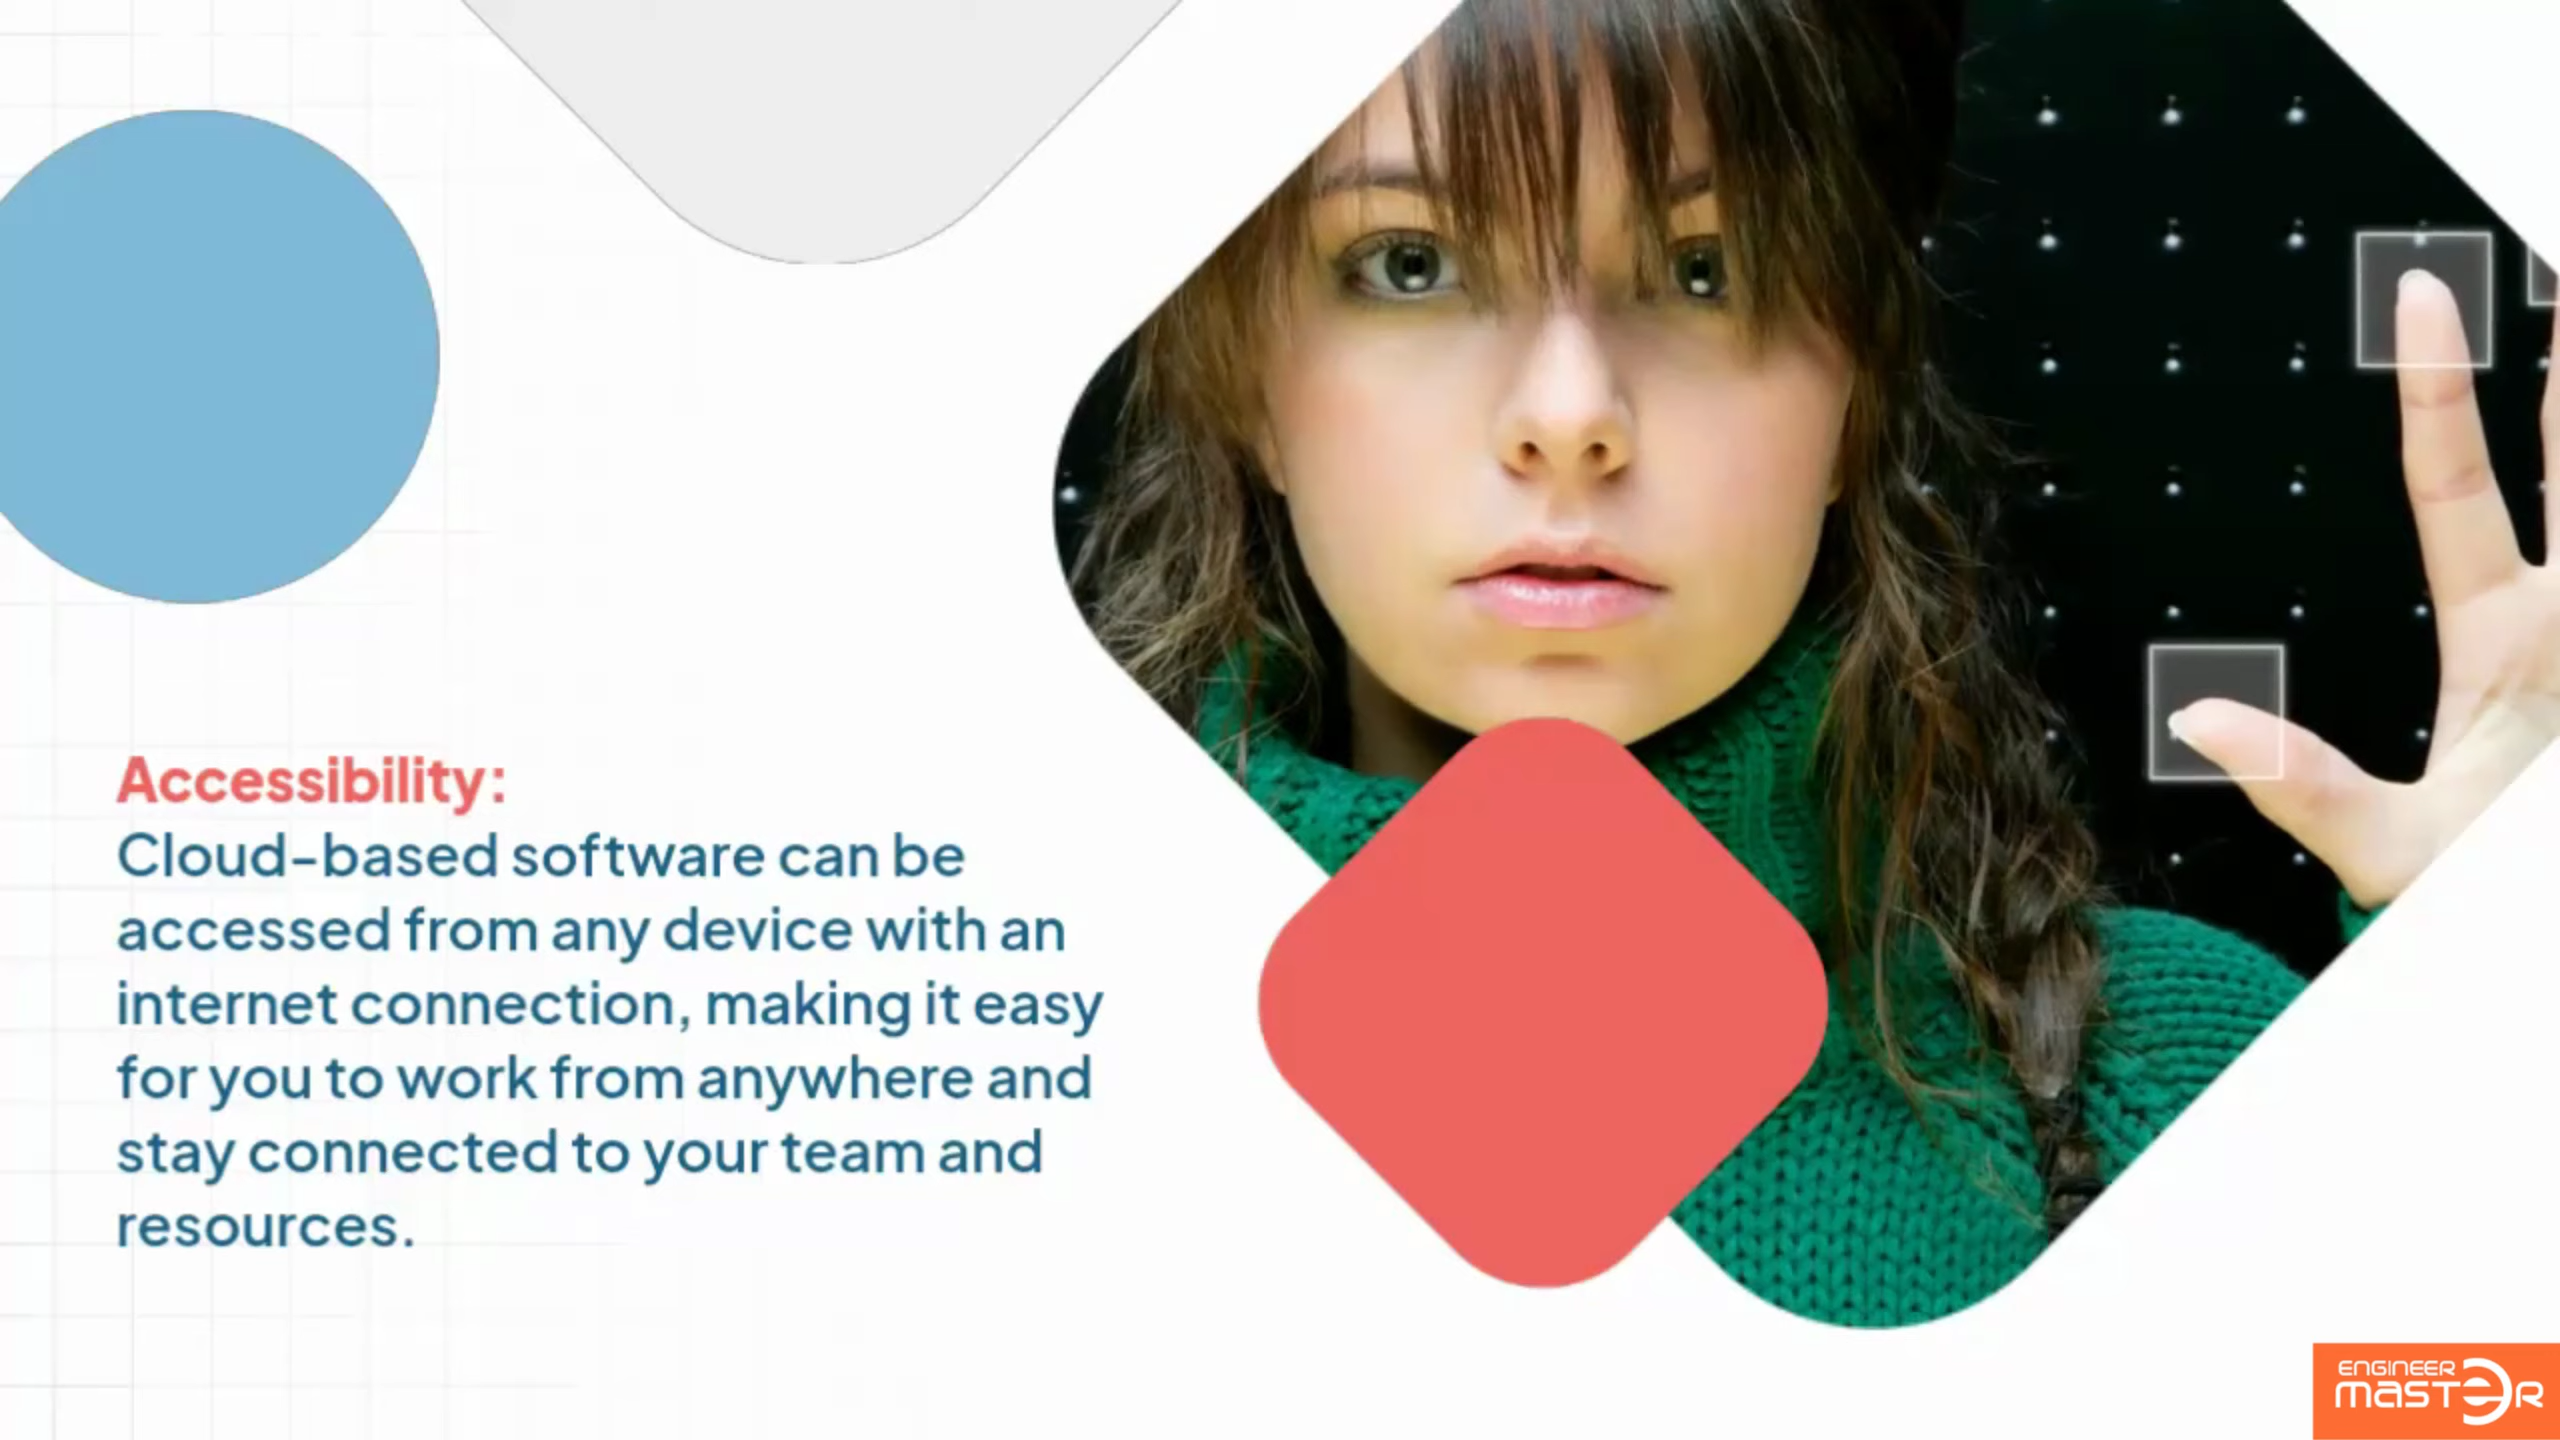 Accessibility:
Cloud-based software can be
accessed from any device with an
internet connection, making it easy
for you to work from anywhere and
stay connected to your team and
resources.
ENGINEER
MASTER